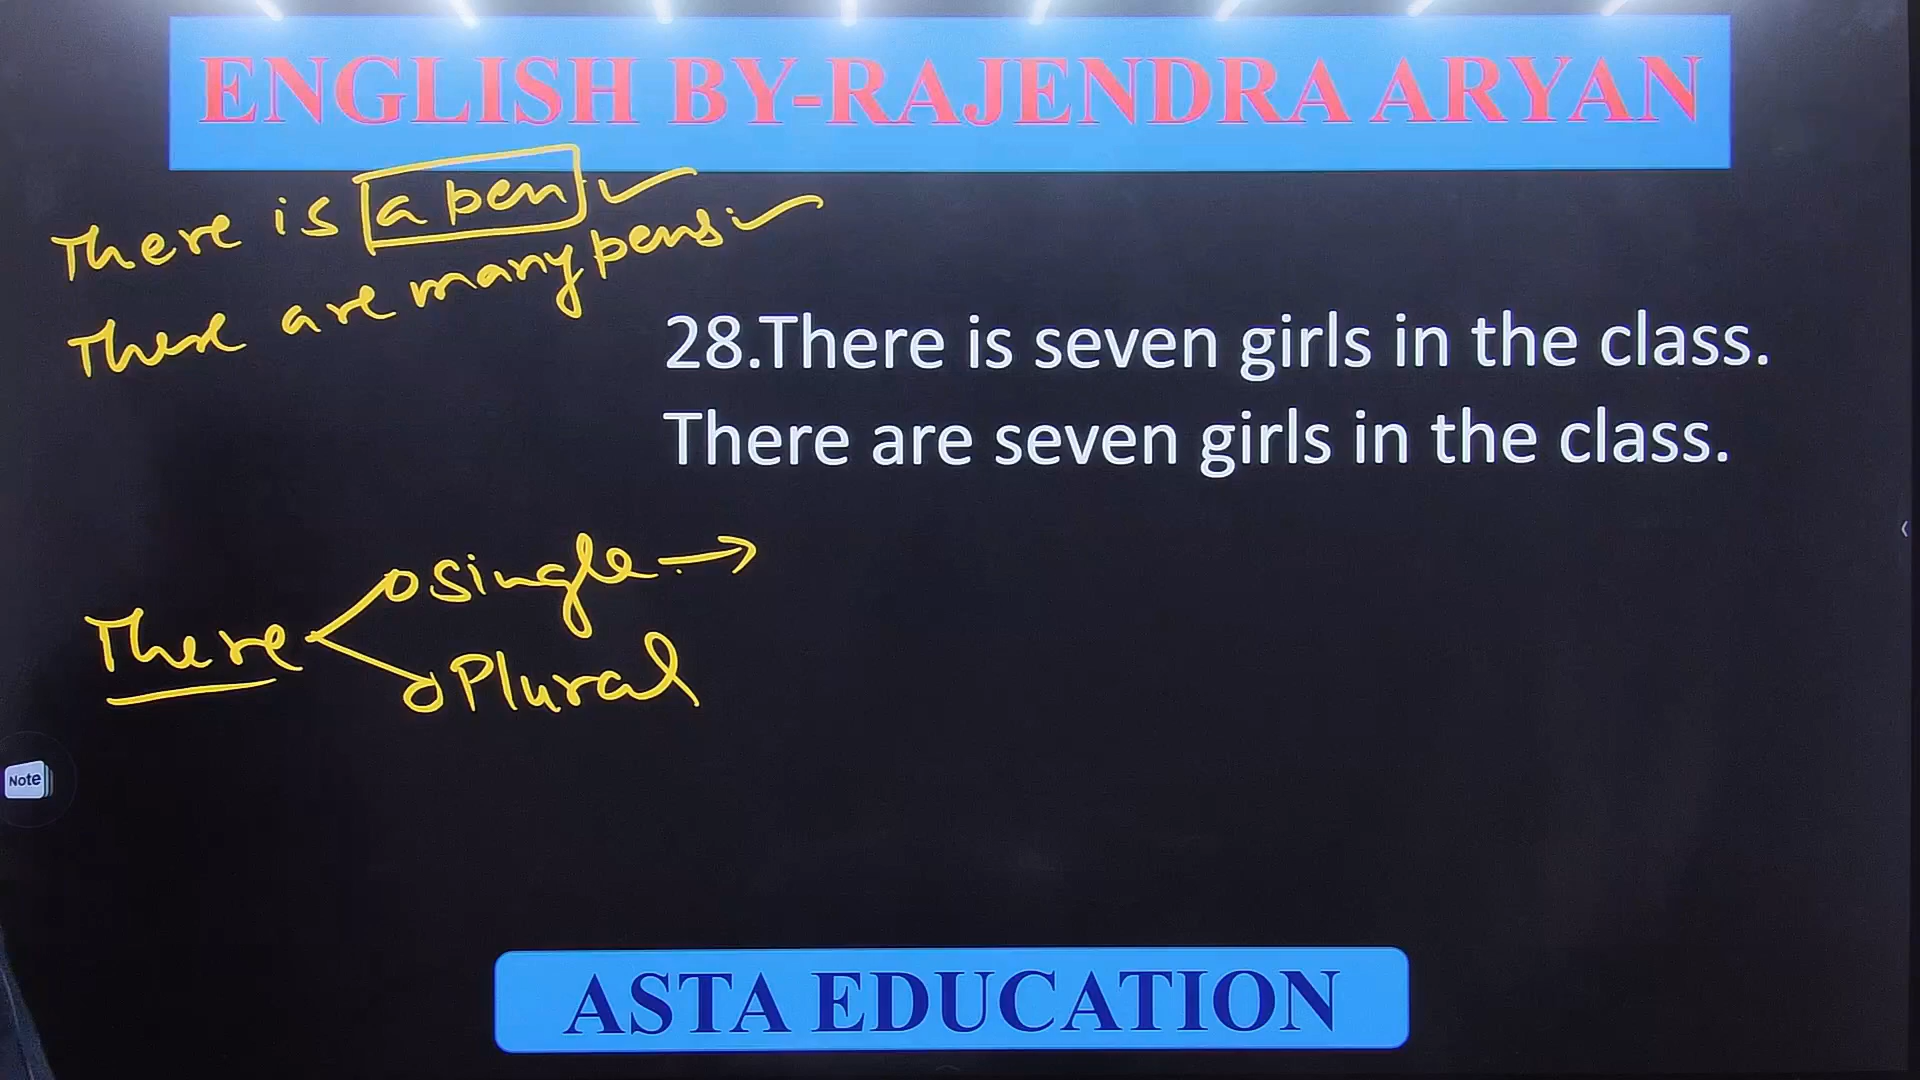 ENGLISH BY-RAJENDRA ARYAN
There is a pen
There are many pens
28.There is seven girls in the class.
There are seven girls in the class.
There
single
Plural
Note
ASTA EDUCATION